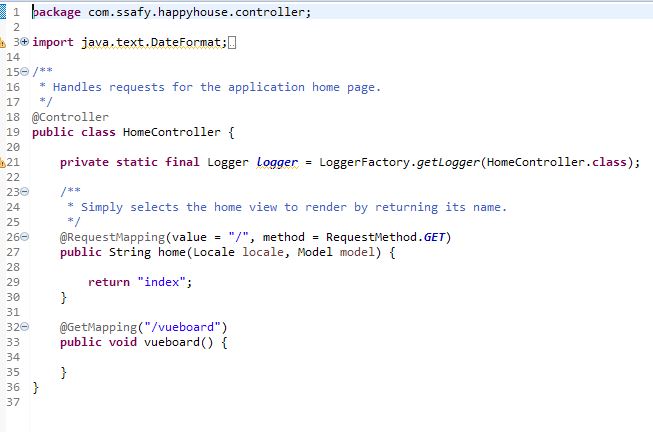 1 package com.ssafy.happyhouse.controller;
2
3 import java.text.DateFormat;
14
15 /**
16  * Handles requests for the application home page.
17  */
18 @Controller
19 public class HomeController {
20
21     private static final Logger logger = LoggerFactory.getLogger(HomeController.class);
22
23     /**
24      * Simply selects the home view to render by returning its name.
25      */
26     @RequestMapping(value = "/", method = RequestMethod.GET)
27     public String home(Locale locale, Model model) {
28
29         return "index";
30     }
31
32     @GetMapping("/vueboard")
33     public void vueboard() {
34
35     }
36 }
37